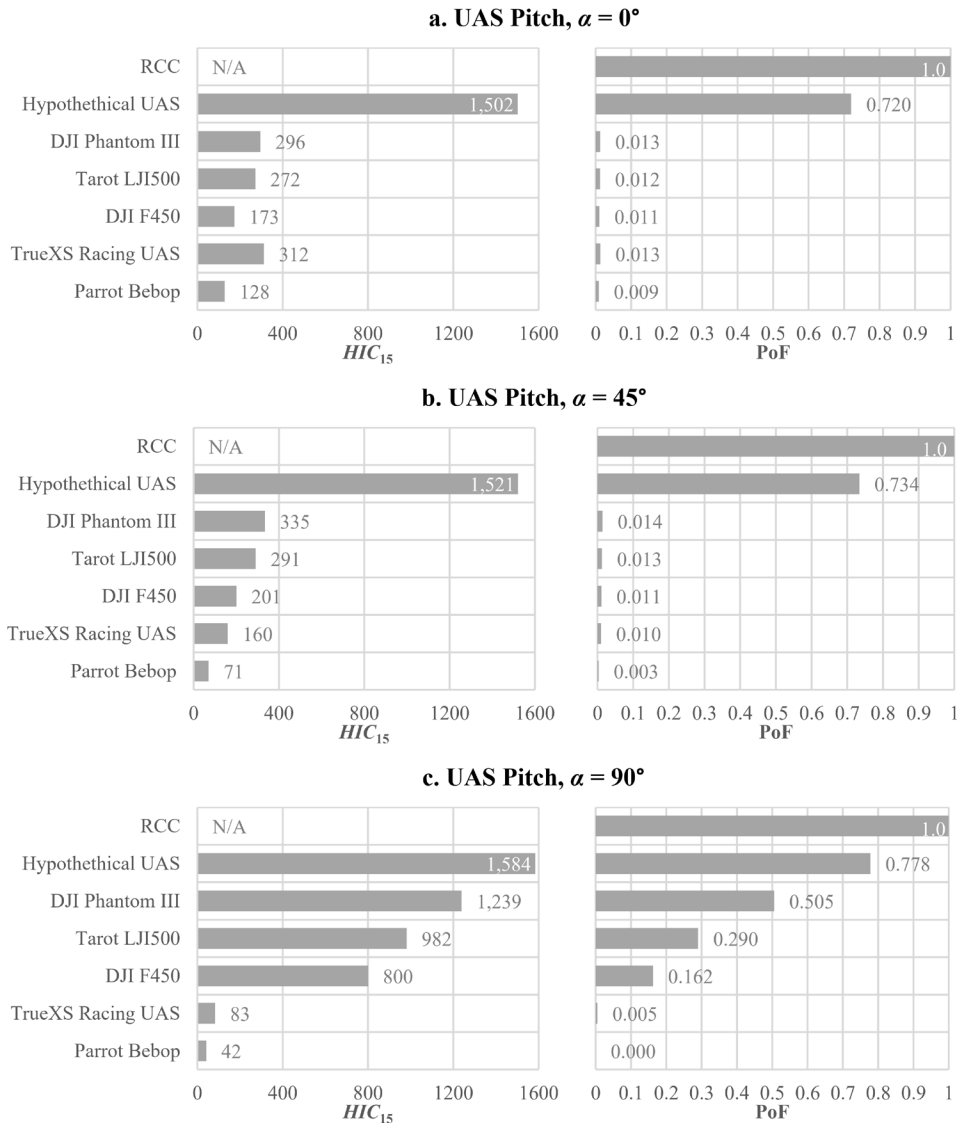 a. UAS Pitch, α = 0°
RCC N/A 1.0
Hypothethical UAS 1,502 0.720
DJI Phantom III 296 0.013
Tarot LJI500 272 0.012
DJI F450 173 0.011
TrueXS Racing UAS 312 0.013
Parrot Bebop 128 0.009
0 400 800 1200 1600 0 0.1 0.2 0.3 0.4 0.5 0.6 0.7 0.8 0.9 1
HIC15 PoF
b. UAS Pitch, α = 45°
RCC N/A 1.0
Hypothethical UAS 1,521 0.734
DJI Phantom III 335 0.014
Tarot LJI500 291 0.013
DJI F450 201 0.011
TrueXS Racing UAS 160 0.010
Parrot Bebop 71 0.003
0 400 800 1200 1600 0 0.1 0.2 0.3 0.4 0.5 0.6 0.7 0.8 0.9 1
HIC15 PoF
c. UAS Pitch, α = 90°
RCC N/A 1.0
Hypothethical UAS 1,584 0.778
DJI Phantom III 1,239 0.505
Tarot LJI500 982 0.290
DJI F450 800 0.162
TrueXS Racing UAS 83 0.005
Parrot Bebop 42 0.000
0 400 800 1200 1600 0 0.1 0.2 0.3 0.4 0.5 0.6 0.7 0.8 0.9 1
HIC15 PoF